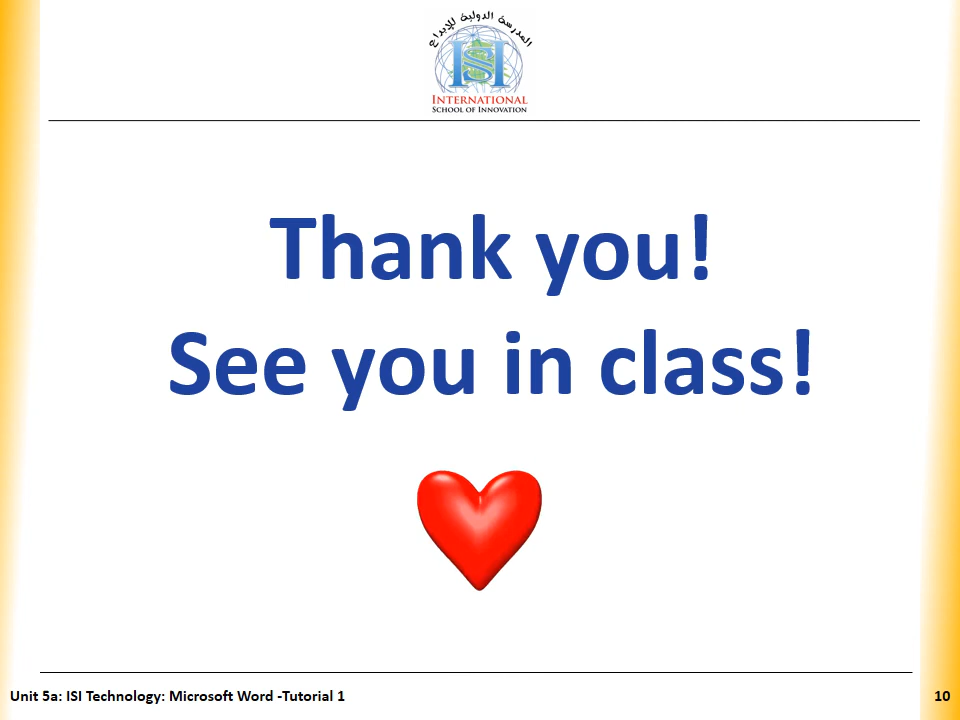 المدرسة الدولية للإبداع
ISI
INTERNATIONAL
SCHOOL OF INNOVATION
Thank you!
See you in class!
Unit 5a: ISI Technology: Microsoft Word -Tutorial 1
10